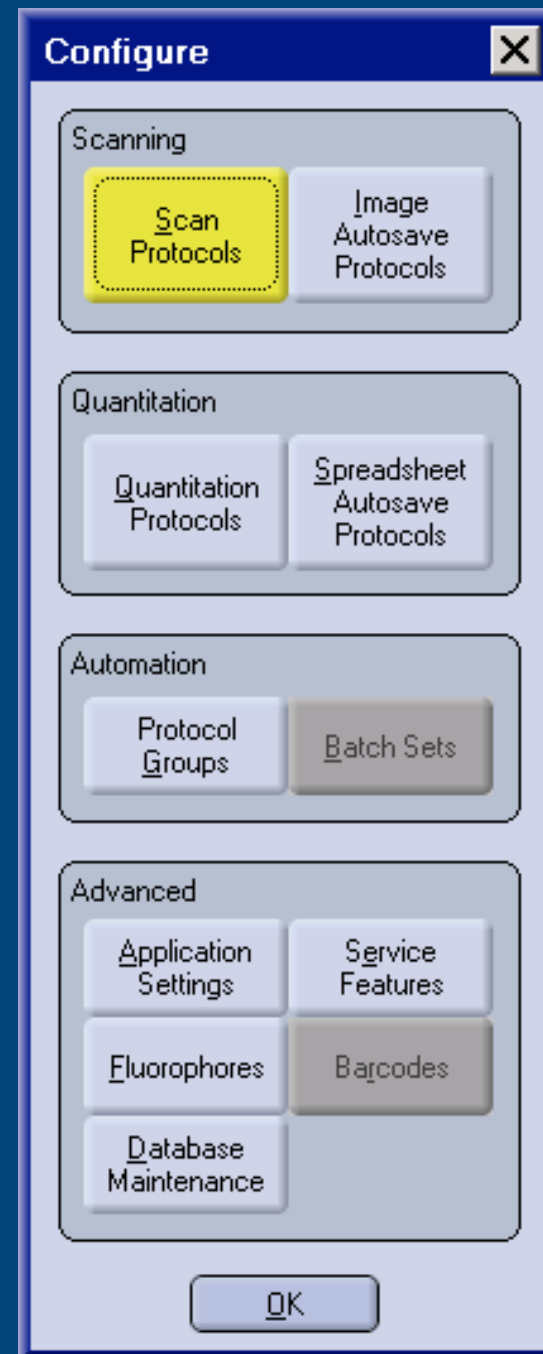 Configure
Scanning
Scan
Protocols
Image
Autosave
Protocols
Quantitation
Quantitation
Protocols
Spreadsheet
Autosave
Protocols
Automation
Protocol
Groups
Batch Sets
Advanced
Application
Settings
Service
Features
Fluorophores
Barcodes
Database
Maintenance
OK